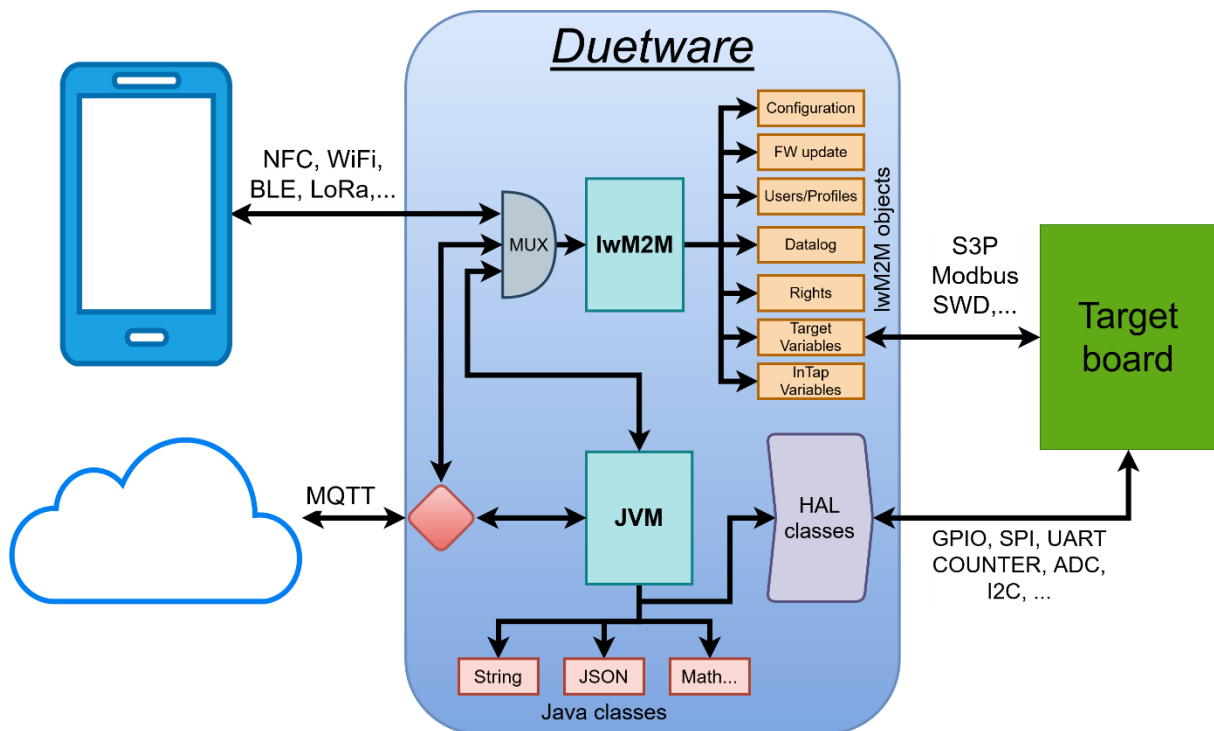 Duetware
NFC, WiFi,
BLE, LoRa,...
MUX
lwM2M
Configuration
FW update
Users/Profiles
Datalog
Rights
Target
Variables
InTap
Variables
lwM2M objects
S3P
Modbus
SWD,...
Target
board
MQTT
JVM
HAL
classes
GPIO, SPI, UART
COUNTER, ADC,
I2C, ...
String
JSON
Math...
Java classes